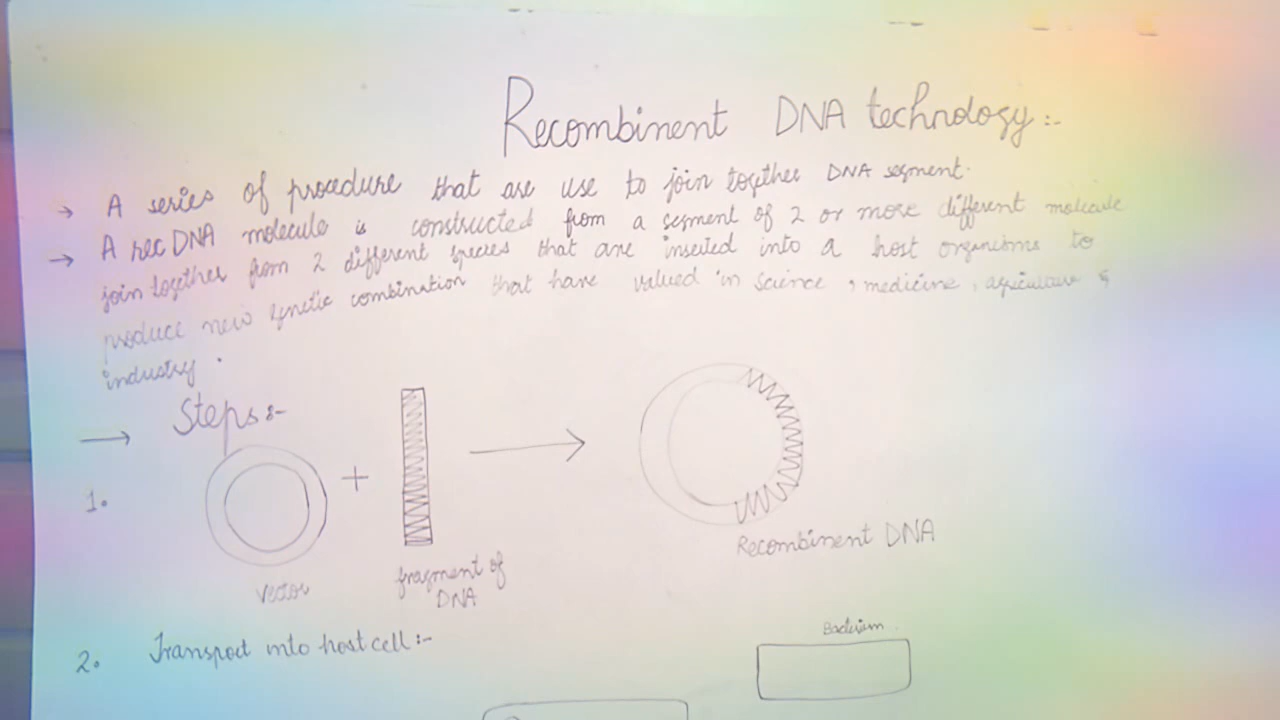 Recombinent DNA technology:-
→ A series of procedure that are use to join together DNA segment.
→ A rec DNA molecule is constructed from a segment of 2 or more different molecule
join together from 2 different species that are inserted into a host organisms to
produce new genetic combination that have valued in science, medicine, agriculture &
industry.
→ Steps:-
1.
+
→
vector
fragment of
DNA
Recombinent DNA
2. Transport into host cell:-
Bacterium